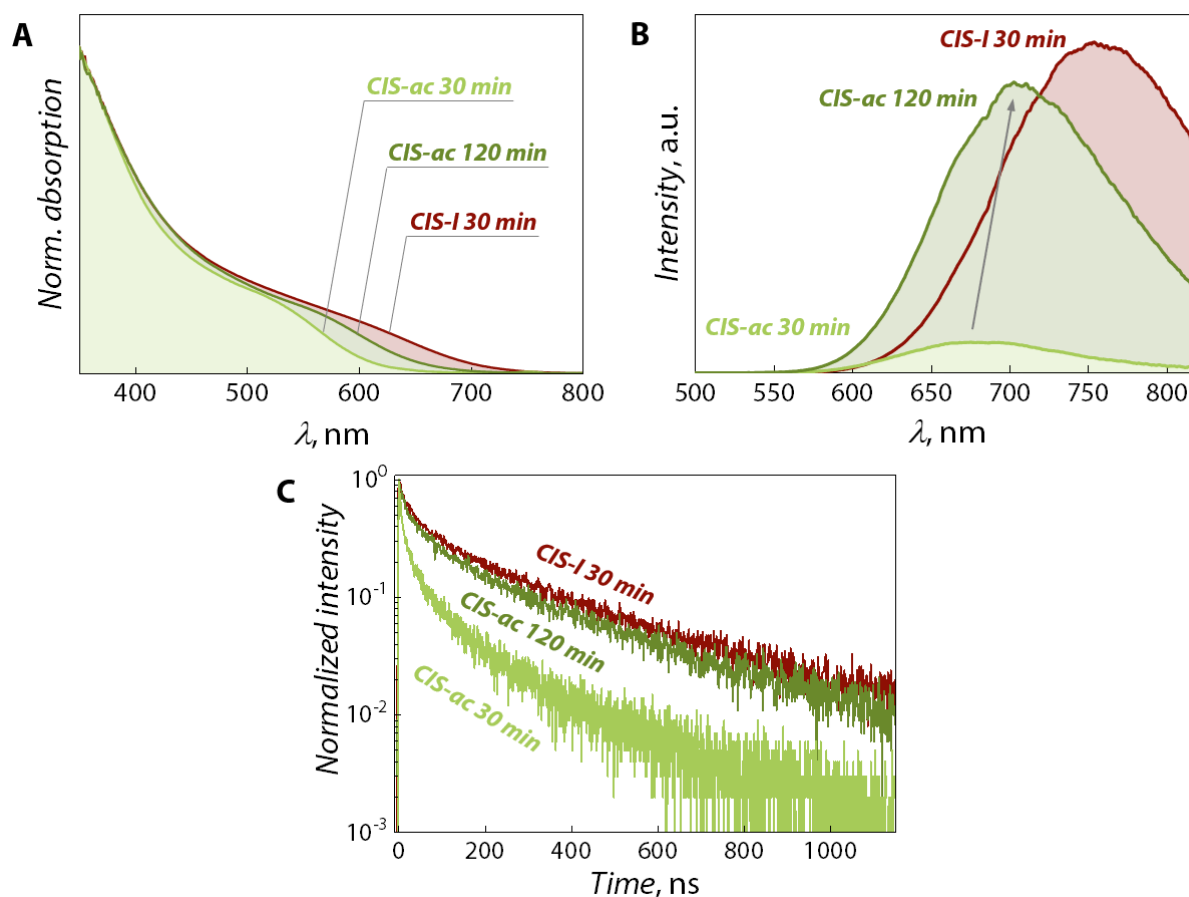 A
CIS-ac 30 min
CIS-ac 120 min
CIS-I 30 min
Norm. absorption
400 500 600 700 800
λ, nm
B
CIS-I 30 min
CIS-ac 120 min
CIS-ac 30 min
Intensity, a.u.
500 550 600 650 700 750 800
λ, nm
C
10⁰
10⁻¹
10⁻²
10⁻³
Normalized intensity
CIS-I 30 min
CIS-ac 120 min
CIS-ac 30 min
0 200 400 600 800 1000
Time, ns